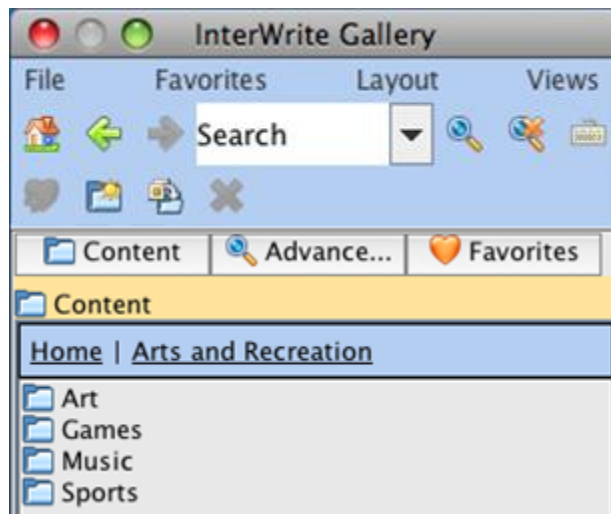 InterWrite Gallery
File Favorites Layout Views
Search
Content Advance... Favorites
Content
Home | Arts and Recreation
Art
Games
Music
Sports